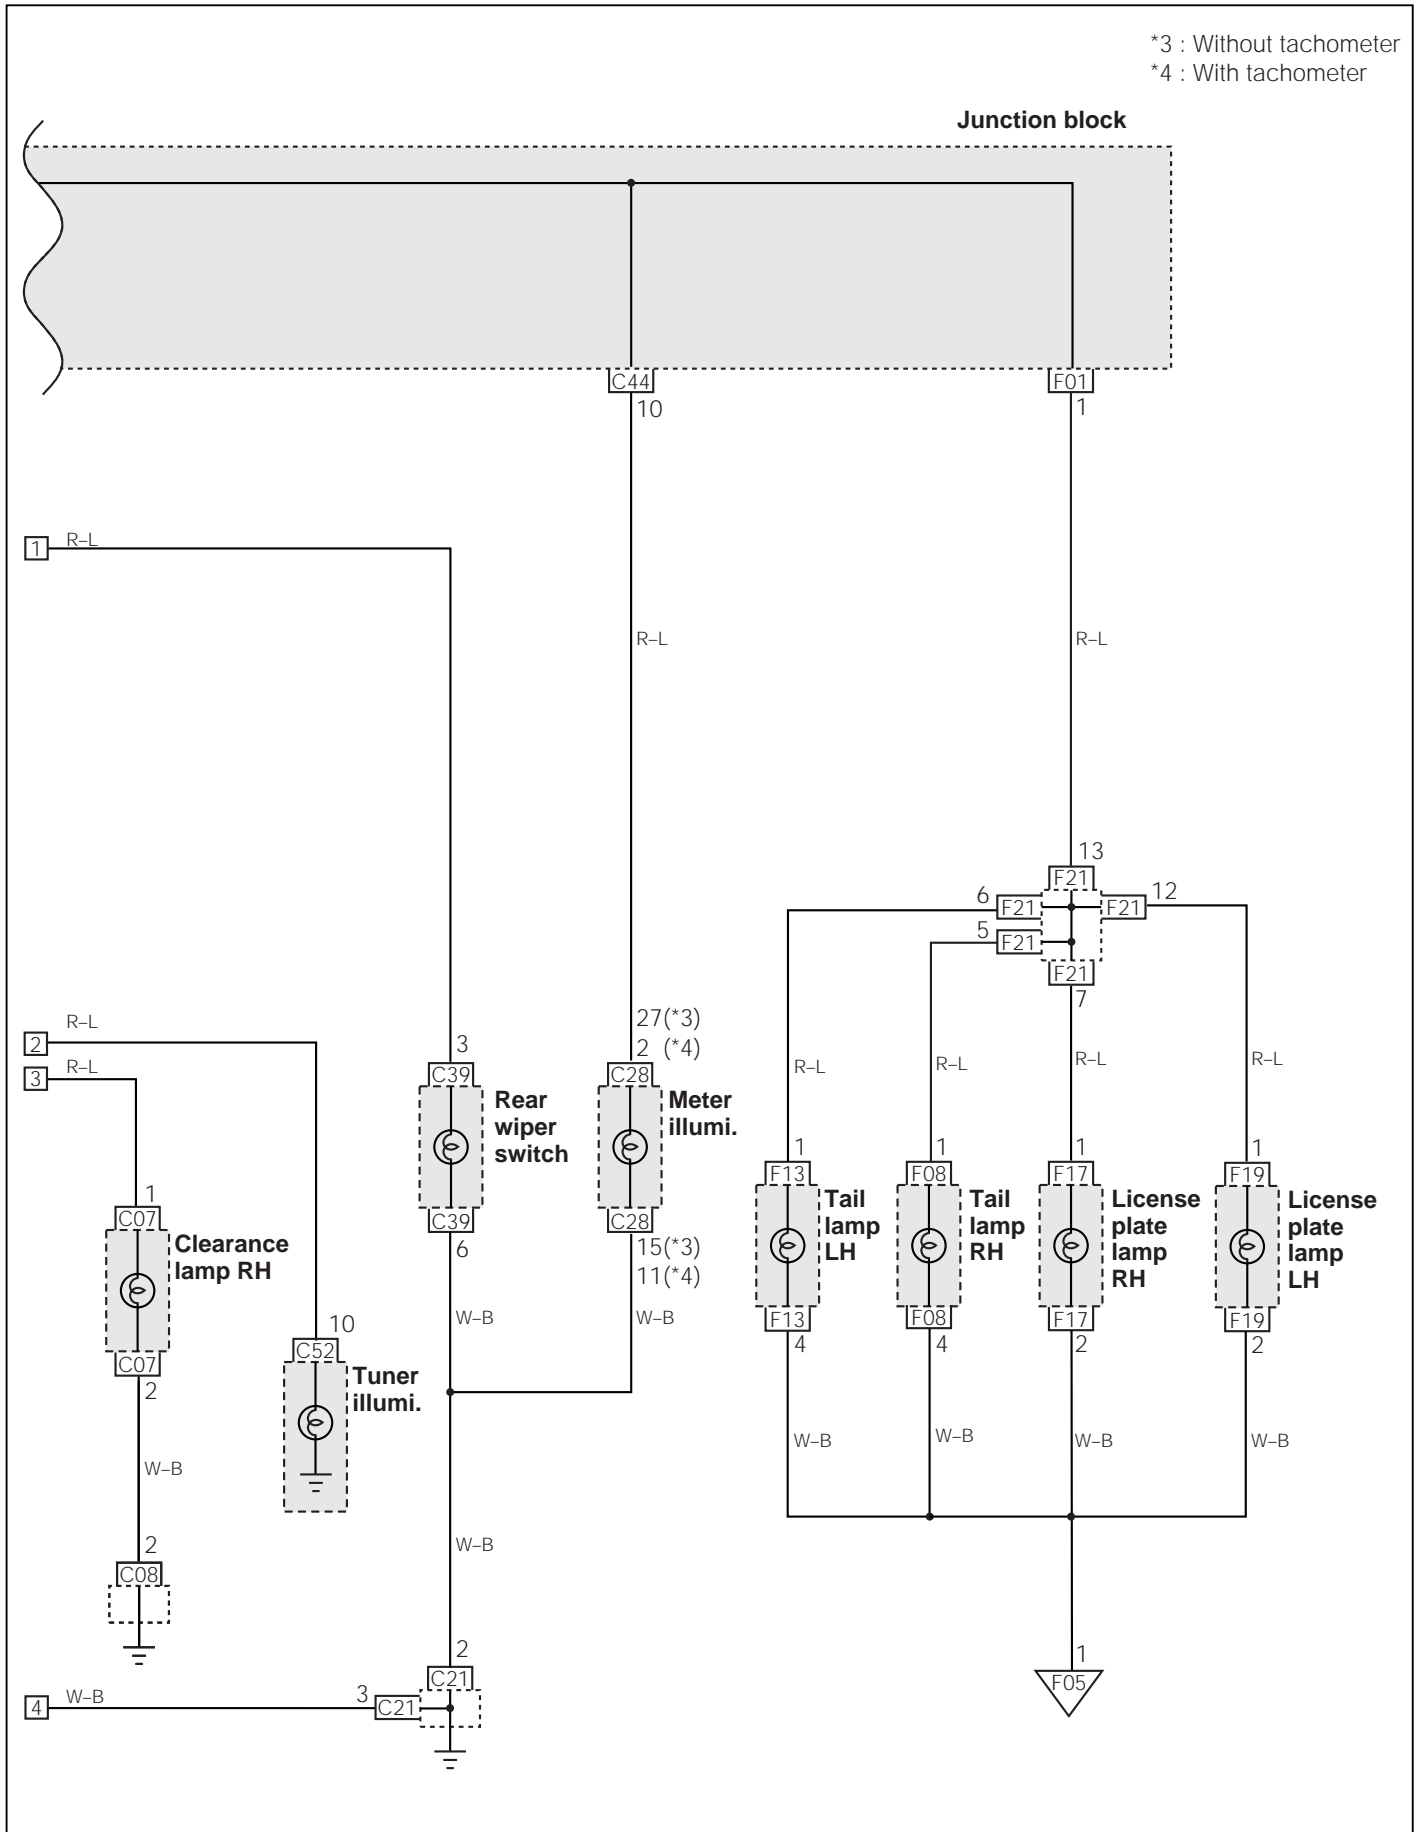 *3 : Without tachometer
*4 : With tachometer
Junction block
C44
F01
10
1
1
R–L
R–L
R–L
13
F21
6
F21
F21
12
5
F21
F21
7
27(*3)
2 (*4)
R–L
2
3
R–L
3
C39
C28
R–L
R–L
R–L
R–L
Rear
wiper
switch
Meter
illumi.
1
1
1
1
F13
F08
F17
F19
1
C07
C39
C28
6
15(*3)
11(*4)
Tail
lamp
LH
Tail
lamp
RH
License
plate
lamp
RH
License
plate
lamp
LH
Clearance
lamp RH
W–B
W–B
F13
F08
F17
F19
4
4
2
2
10
C52
C07
2
Tuner
illumi.
W–B
W–B
W–B
W–B
W–B
2
C08
W–B
2
C21
1
F05
4
W–B
3
C21